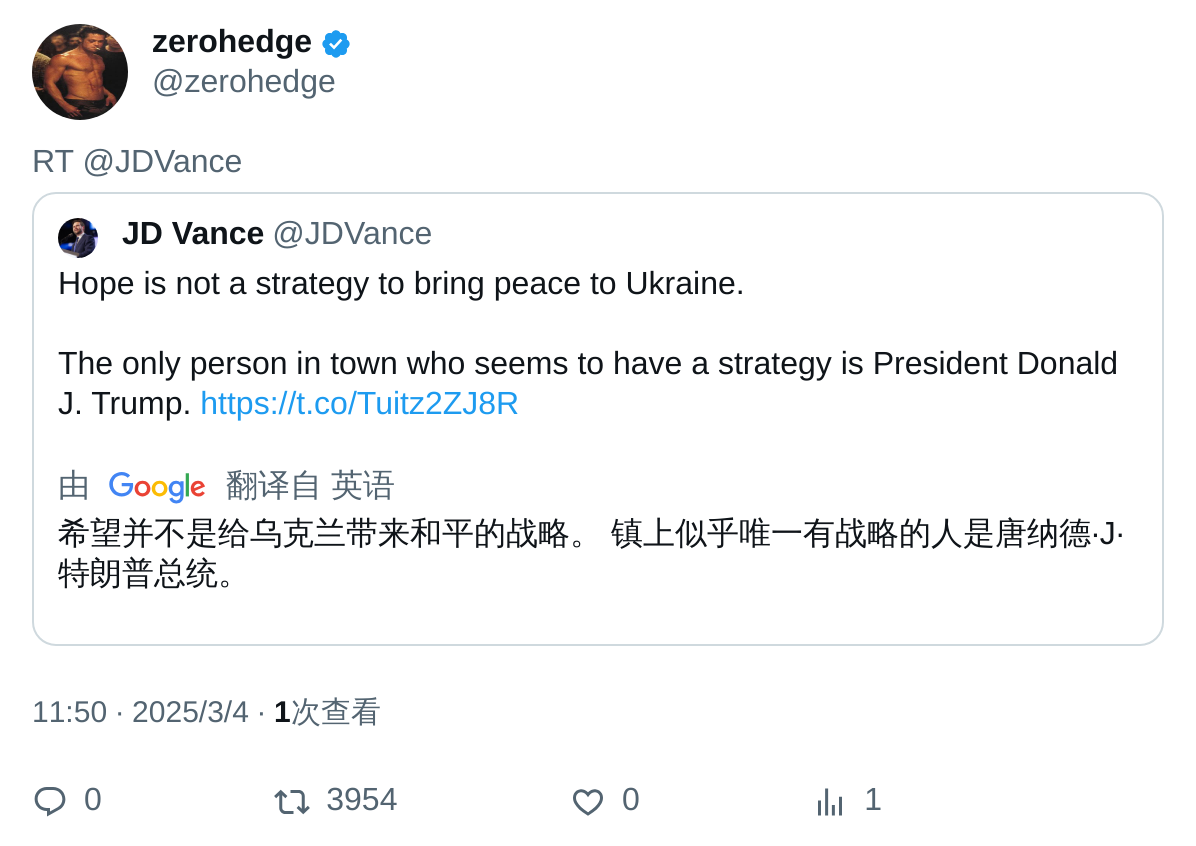 zerohedge
@zerohedge
RT @JDVance
JD Vance @JDVance
Hope is not a strategy to bring peace to Ukraine.
The only person in town who seems to have a strategy is President Donald
J. Trump. https://t.co/Tuitz2ZJ8R
由 Google 翻译自 英语
希望并不是给乌克兰带来和平的战略。 镇上似乎唯一有战略的人是唐纳德·J·
特朗普总统。
11:50 · 2025/3/4 · 1次查看
0 3954 0 1